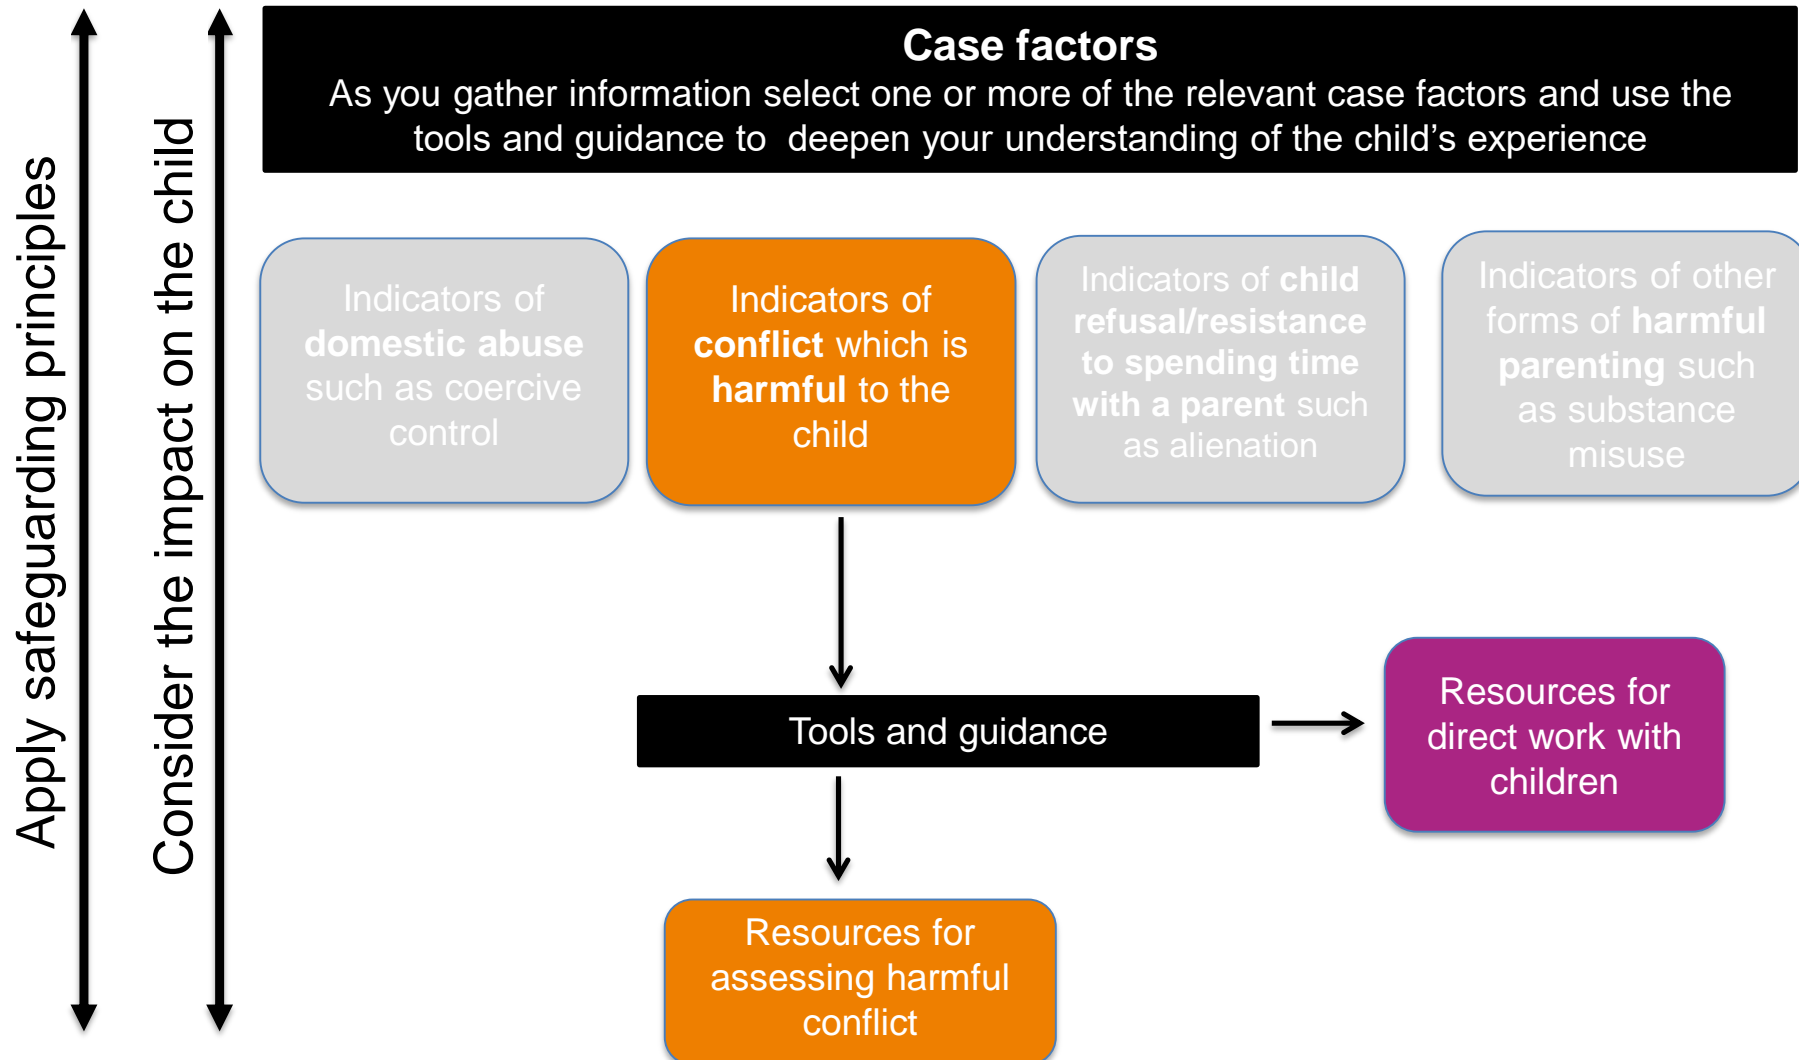 Apply safeguarding principles
Consider the impact on the child
Case factors
As you gather information select one or more of the relevant case factors and use the
tools and guidance to  deepen your understanding of the child’s experience
Indicators of
domestic abuse
such as coercive
control
Indicators of
conflict which is
harmful to the
child
Indicators of child
refusal/resistance
to spending time
with a parent such
as alienation
Indicators of other
forms of harmful
parenting such
as substance
misuse
Tools and guidance
Resources for
direct work with
children
Resources for
assessing harmful
conflict